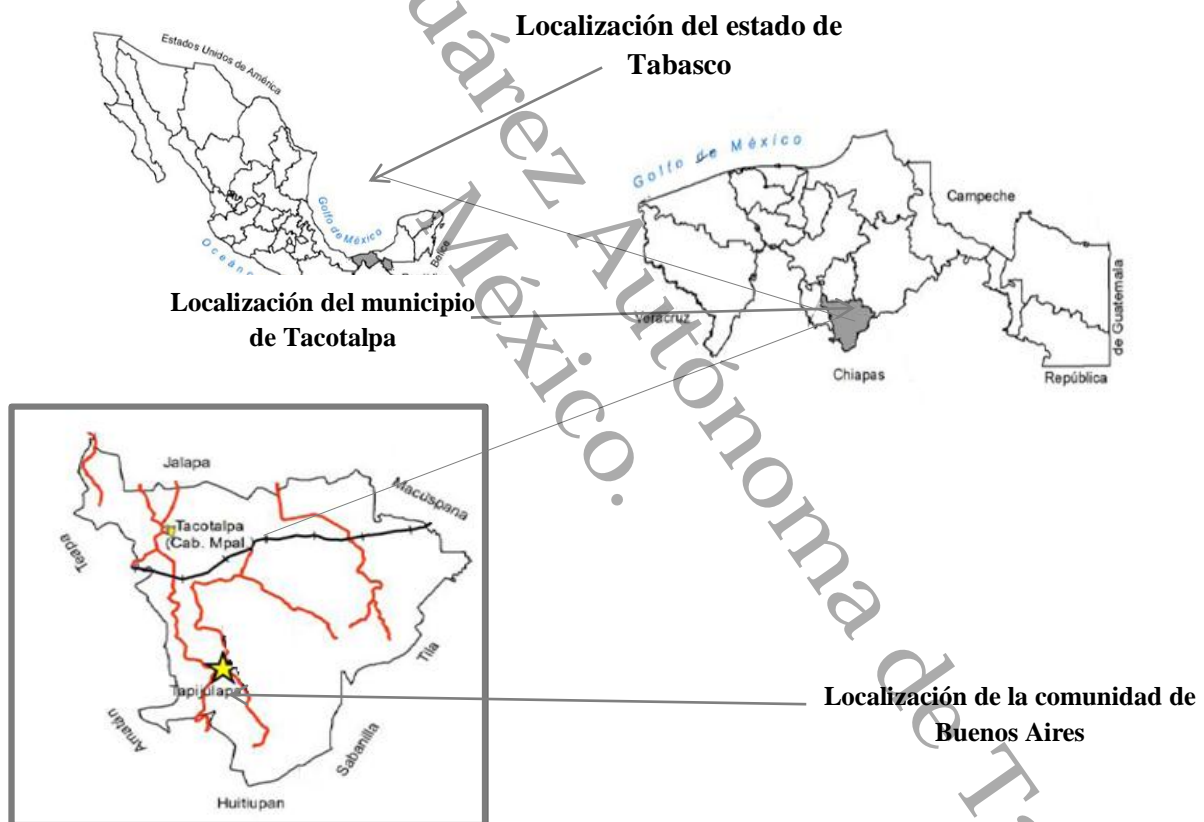 Localización del estado de
Tabasco
Estados Unidos de América
Golfo de México
Belice
Golfo de México
Campeche
de Guatemala
República
Chiapas
Veracruz
Localización del municipio
de Tacotalpa
Jalapa
Macuspana
Tacotalpa
(Cab. Mpal.)
Teapa
Tila
Tapijulapa
Amatán
Sabanilla
Huitiupan
Localización de la comunidad de
Buenos Aires
uárez Autónoma de T
México.